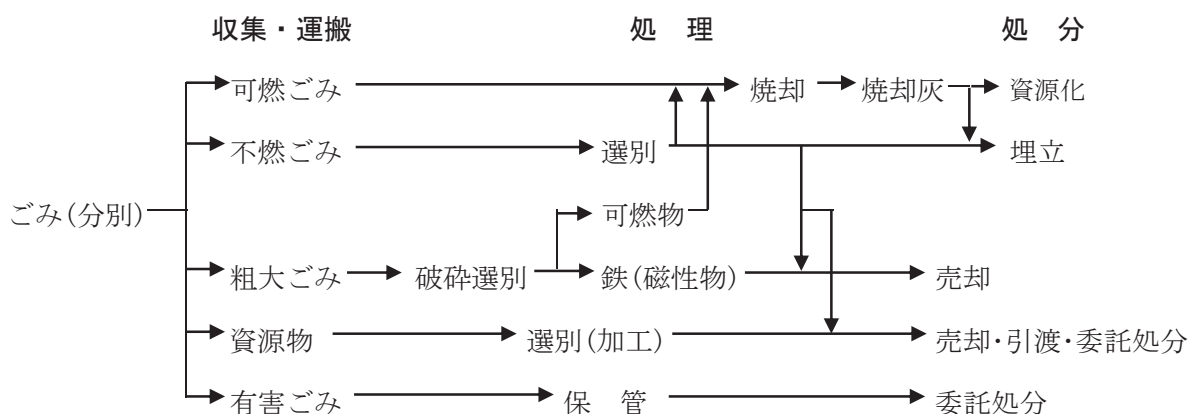 収集・運搬 処 理 処 分
可燃ごみ 焼却 焼却灰 資源化
不燃ごみ 選別 埋立
ごみ(分別) 可燃物
粗大ごみ 破砕選別 鉄(磁性物) 売却
資源物 選別(加工) 売却・引渡・委託処分
有害ごみ 保 管 委託処分